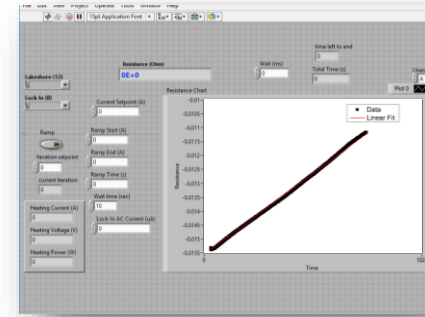 File Edit View Project Operate Tools Window Help
15pt Application Font
time left to end
0
Resistance (Ohm)
0E+0
Wait (ms)
0
Total Time (s)
0
Lakeshore (12)
Lock In (8)
Current Setpoint (A)
0
Resistance Chart
Plot 0
Ramp
Ramp Start (A)
0
Ramp End (A)
0
Iteration setpoint
0
Ramp Time (s)
0
current iteration
0
Wait time (sec)
10
Heating Current (A)
0
Lock-In AC Current (uA)
0
Heating Voltage (V)
0
Heating Power (W)
0
Data
Linear Fit
Resistance
-0.01
-0.0105
-0.011
-0.0115
-0.012
-0.0125
-0.013
-0.0135
-0.014
-0.0145
-0.015
-0.0155
0
Time